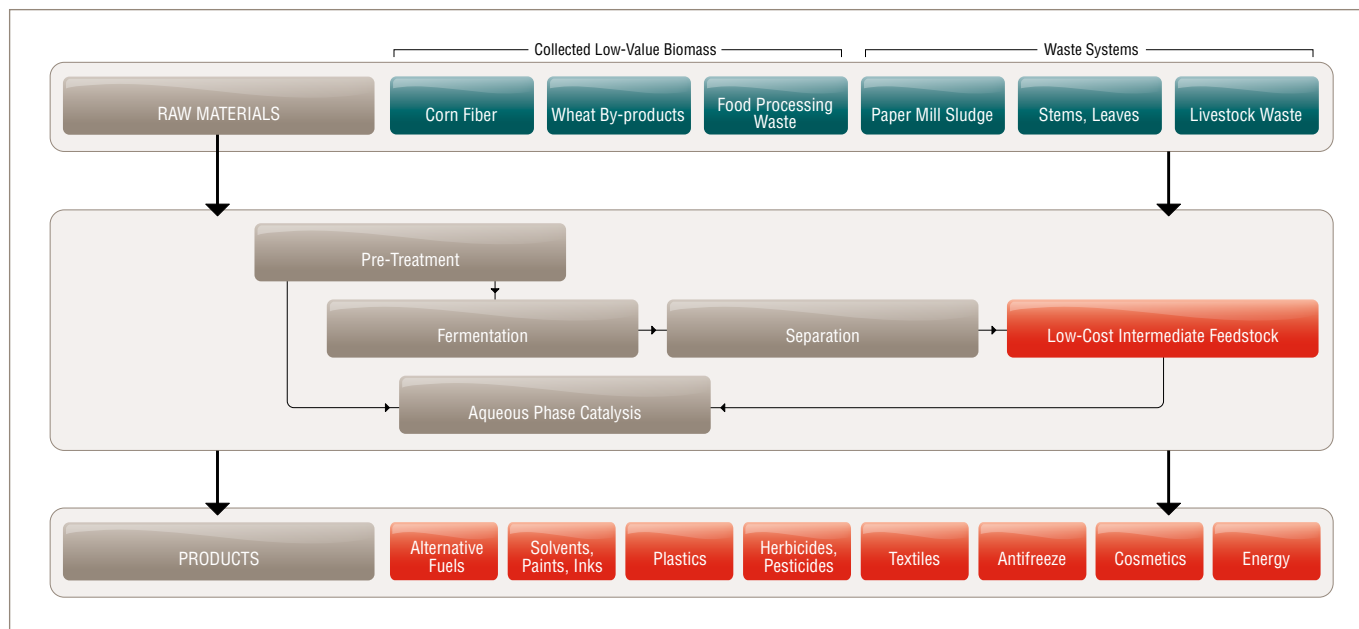 Collected Low-Value Biomass
Waste Systems
RAW MATERIALS
Corn Fiber
Wheat By-products
Food Processing
Waste
Paper Mill Sludge
Stems, Leaves
Livestock Waste
Pre-Treatment
Fermentation
Separation
Low-Cost Intermediate Feedstock
Aqueous Phase Catalysis
PRODUCTS
Alternative
Fuels
Solvents,
Paints, Inks
Plastics
Herbicides,
Pesticides
Textiles
Antifreeze
Cosmetics
Energy